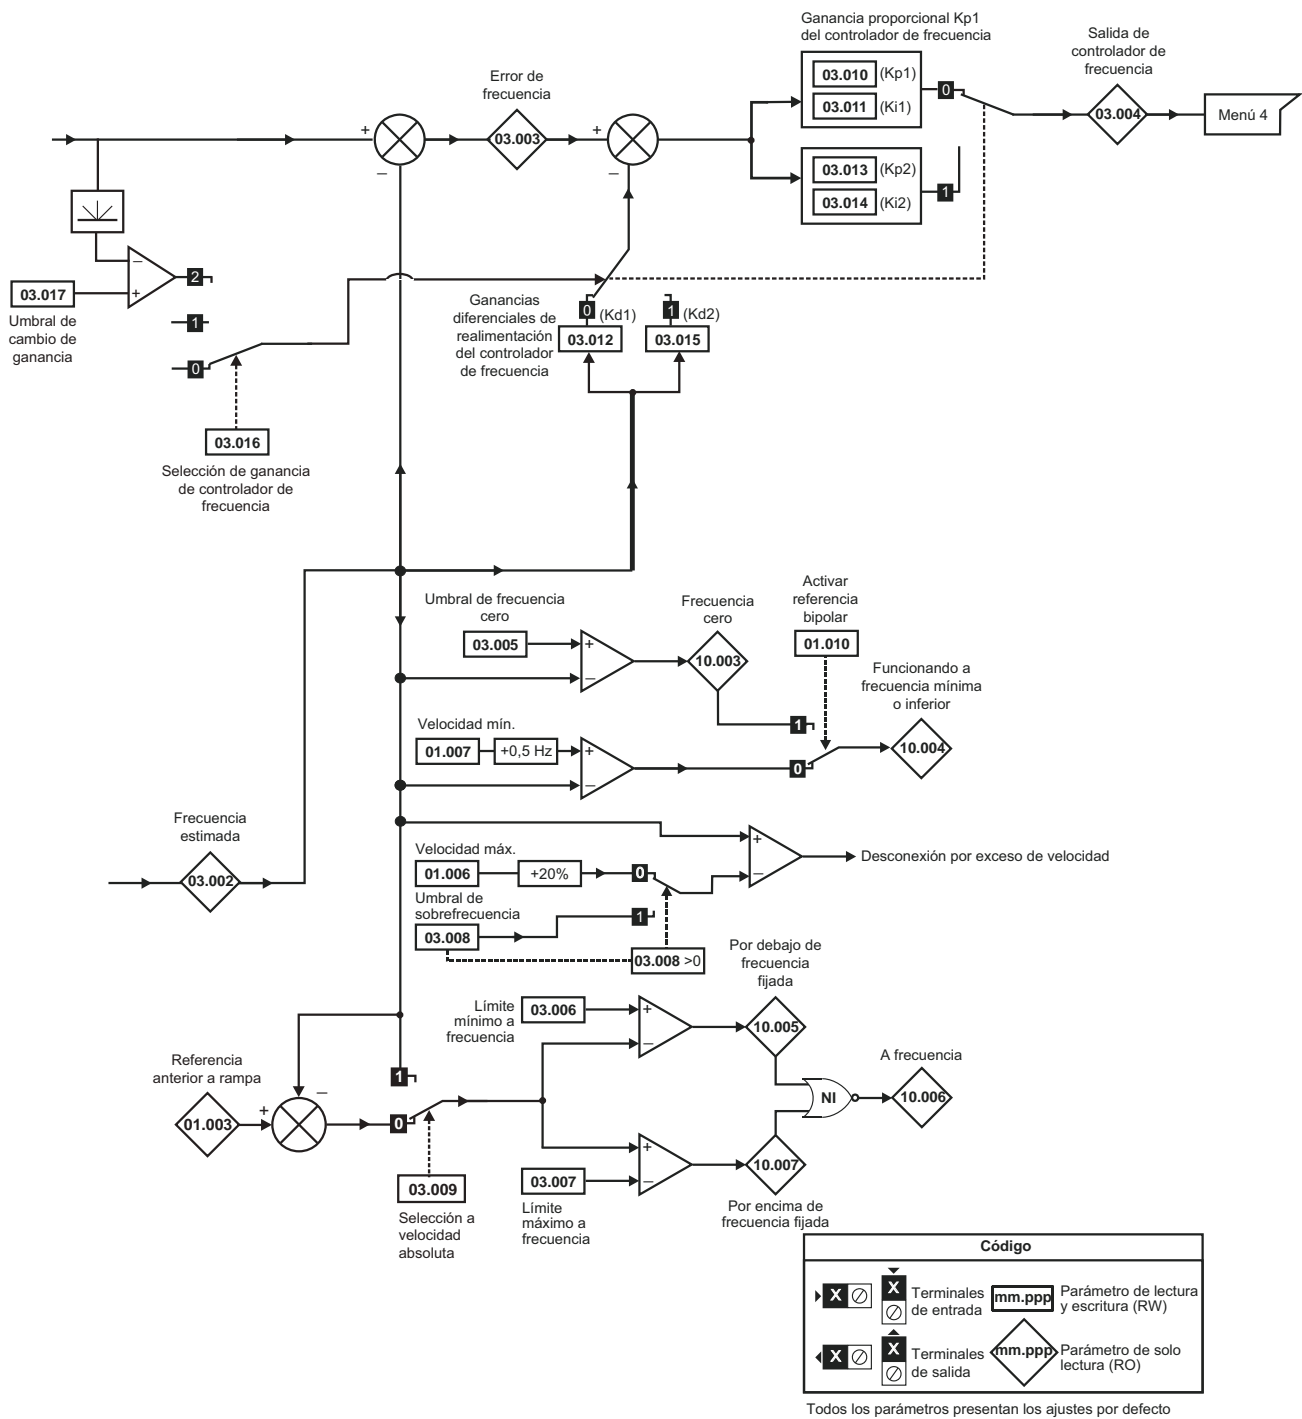 Ganancia proporcional Kp1
del controlador de frecuencia
03.010 (Kp1)
03.011 (Ki1)
0
03.013 (Kp2)
03.014 (Ki2)
1
Salida de
controlador de
frecuencia
03.004
Menú 4
Error de
frecuencia
03.003
+
−
+
−
−
+
2
1
0
03.017
Umbral de
cambio de
ganancia
03.016
Selección de ganancia
de controlador de
frecuencia
Ganancias
diferenciales de
realimentación
del controlador
de frecuencia
0 (Kd1)
03.012
1 (Kd2)
03.015
Umbral de frecuencia
cero
03.005
+
−
Frecuencia
cero
10.003
Activar
referencia
bipolar
01.010
1
0
Funcionando a
frecuencia mínima
o inferior
10.004
Velocidad mín.
01.007
+0,5 Hz
+
−
Frecuencia
estimada
03.002
Velocidad máx.
01.006
+20%
0
Umbral de
sobrefrecuencia
03.008
1
03.008 >0
+
−
Desconexión por exceso de velocidad
Referencia
anterior a rampa
01.003
+
−
1
0
03.009
Selección a
velocidad
absoluta
Límite
mínimo a
frecuencia
03.006
+
−
Por debajo de
frecuencia
fijada
10.005
03.007
Límite
máximo a
frecuencia
+
−
10.007
Por encima de
frecuencia fijada
NI
A frecuencia
10.006
Código
X
X
Terminales
de entrada
mm.ppp
Parámetro de lectura
y escritura (RW)
X
X
Terminales
de salida
mm.ppp
Parámetro de solo
lectura (RO)
Todos los parámetros presentan los ajustes por defecto